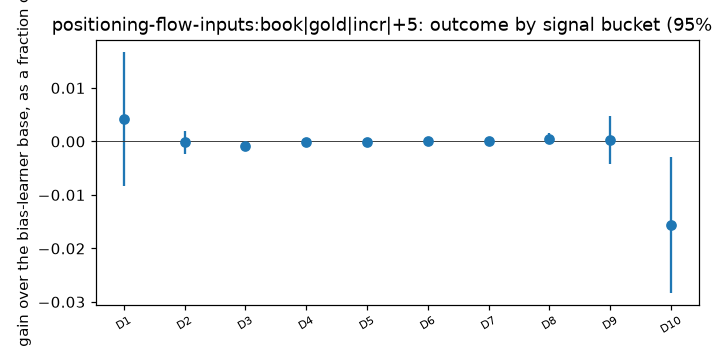 positioning-flow-inputs:book|gold|incr|+5: outcome by signal bucket (95%
gain over the bias-learner base, as a fraction
0.01
0.00
−0.01
−0.02
−0.03
D1 D2 D3 D4 D5 D6 D7 D8 D9 D10